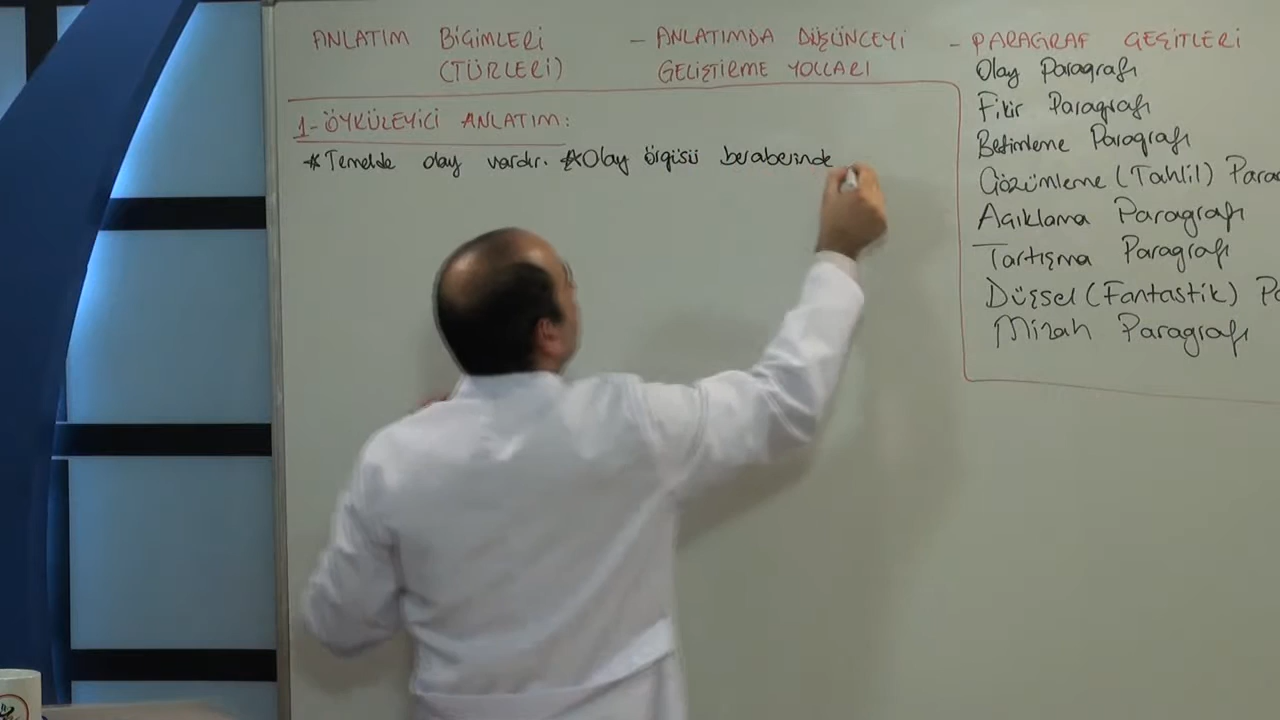 ANLATIM BİÇİMLERİ
(TÜRLERİ)
- ANLATIMDA DÜŞÜNCEYİ
GELİŞTİRME YOLLARI
- PARAGRAF ÇEŞİTLERİ
Olay Paragrafı
Fikir Paragrafı
Betimleme Paragrafı
Çözümleme (Tahlil) Parag
Açıklama Paragrafı
Tartışma Paragrafı
Düşsel (Fantastik) Pa
Mizah Paragrafı
1- ÖYKÜLEYİCİ ANLATIM:
* Temelde olay vardır. * Olay örgüsü beraberinde